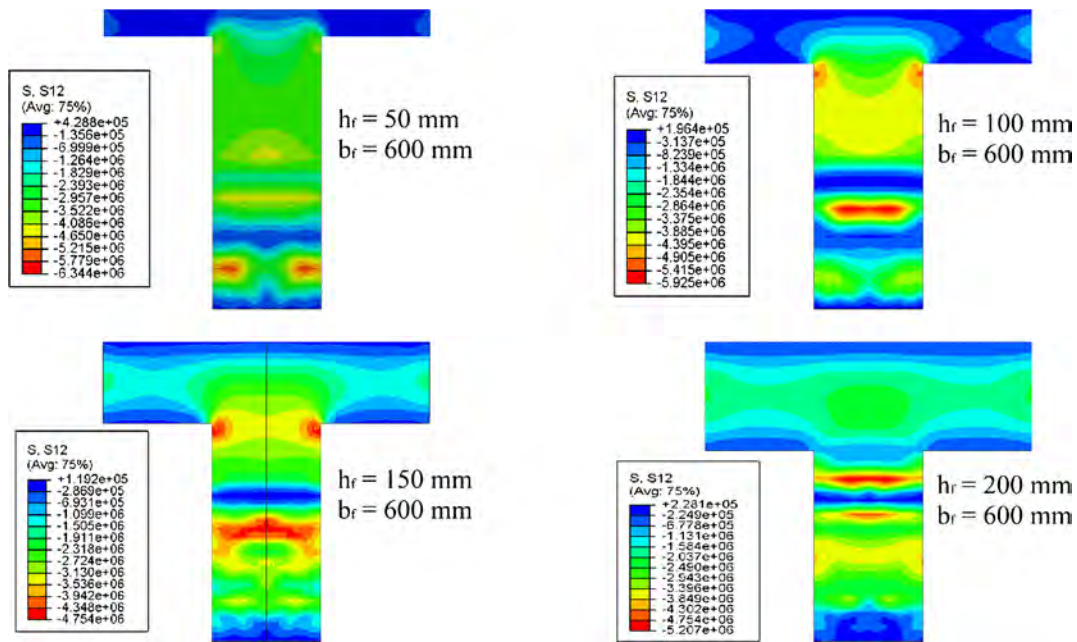 S, S12
(Avg: 75%)
+4.288e+05
-1.356e+05
-6.999e+05
-1.264e+06
-1.829e+06
-2.393e+06
-2.957e+06
-3.522e+06
-4.086e+06
-4.650e+06
-5.215e+06
-5.779e+06
-6.344e+06
hf = 50 mm
bf = 600 mm
S, S12
(Avg: 75%)
+1.964e+05
-3.137e+05
-8.239e+05
-1.334e+06
-1.844e+06
-2.354e+06
-2.864e+06
-3.375e+06
-3.885e+06
-4.395e+06
-4.905e+06
-5.415e+06
-5.925e+06
hf = 100 mm
bf = 600 mm
S, S12
(Avg: 75%)
+1.192e+05
-2.869e+05
-6.931e+05
-1.099e+06
-1.505e+06
-1.911e+06
-2.318e+06
-2.724e+06
-3.130e+06
-3.536e+06
-3.942e+06
-4.348e+06
-4.754e+06
hf = 150 mm
bf = 600 mm
S, S12
(Avg: 75%)
+2.281e+05
-2.249e+05
-6.778e+05
-1.131e+06
-1.584e+06
-2.037e+06
-2.490e+06
-2.943e+06
-3.396e+06
-3.849e+06
-4.302e+06
-4.754e+06
-5.207e+06
hf = 200 mm
bf = 600 mm